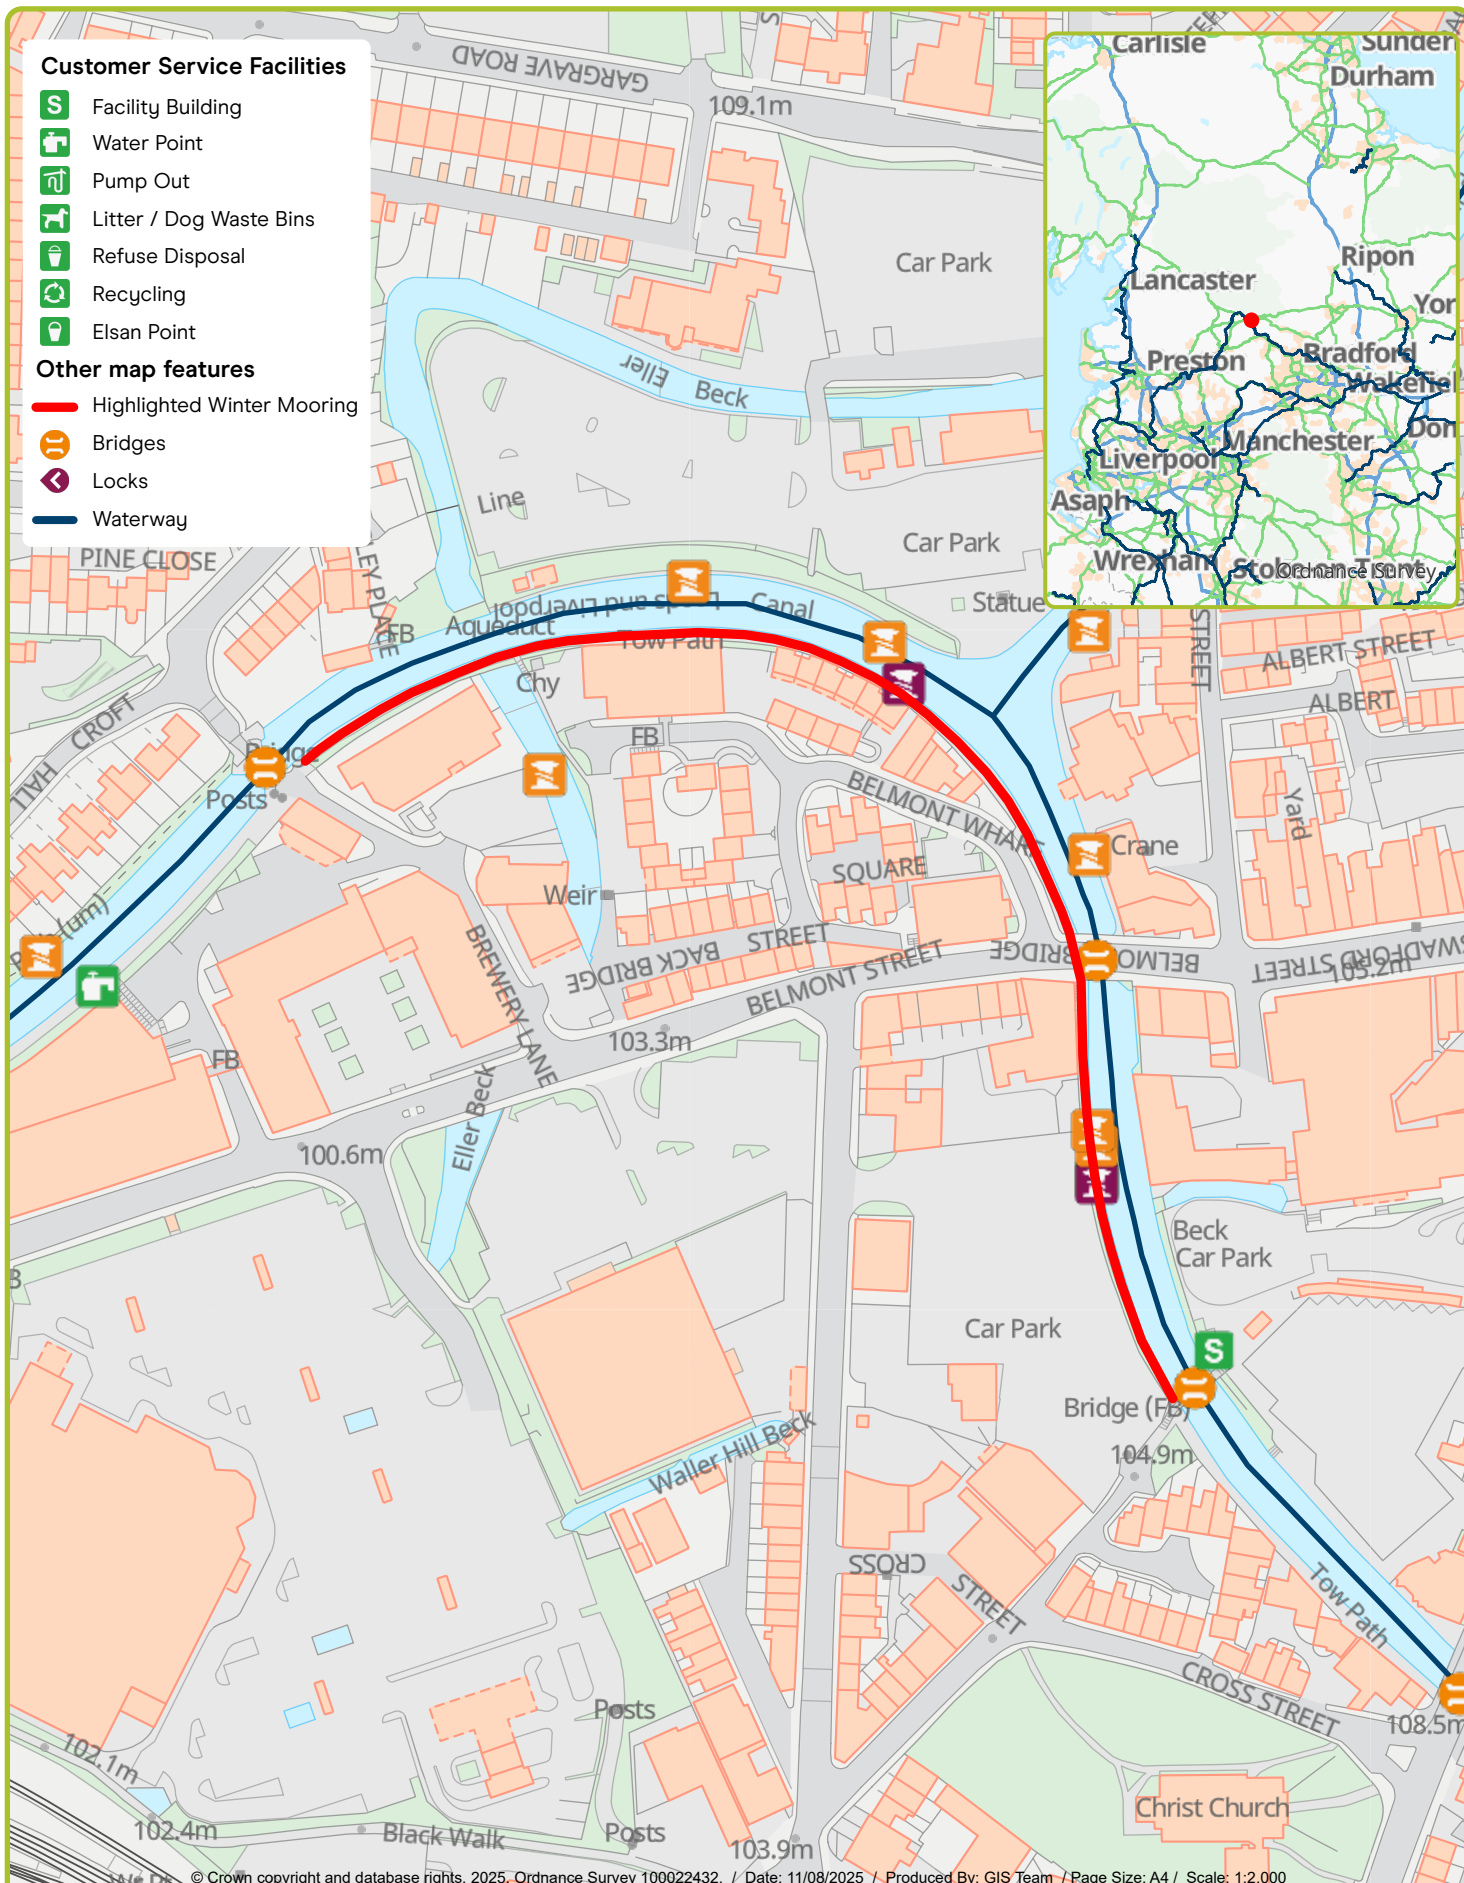 Customer Service Facilities
Facility Building
Water Point
Pump Out
Litter / Dog Waste Bins
Refuse Disposal
Recycling
Elsan Point
Other map features
Highlighted Winter Mooring
Bridges
Locks
Waterway
GARGRAVE ROAD
109.1m
Car Park
Eller Beck
Line
Car Park
Statue
Carlisle
Durham
Ripon
Lancaster
Preston
Bradford
Manchester
Liverpool
Asaph
Wrexham
Ordnance Survey
PINE CLOSE
FB
Aqueduct
Canal
Tow Path
Chy
FB
STREET
ALBERT STREET
ALBERT
HALL CROFT
Bridge
Posts
BELMONT WHARF
Crane
Yard
SQUARE
Weir
BACK BRIDGE STREET
BELMONT STREET
BELMONT BRIDGE
SWADFORD STREET
105.2m
BREWERY LANE
103.3m
FB
Eller Beck
100.6m
Beck
Car Park
Car Park
Bridge (FB)
104.9m
Waller Hill Beck
CROSS STREET
Tow Path
CROSS STREET
108.5m
Posts
102.1m
102.4m
Black Walk
Posts
103.9m
Christ Church
© Crown copyright and database rights, 2025, Ordnance Survey 100022432. / Date: 11/08/2025 / Produced By: GIS Team / Page Size: A4 / Scale: 1:2,000